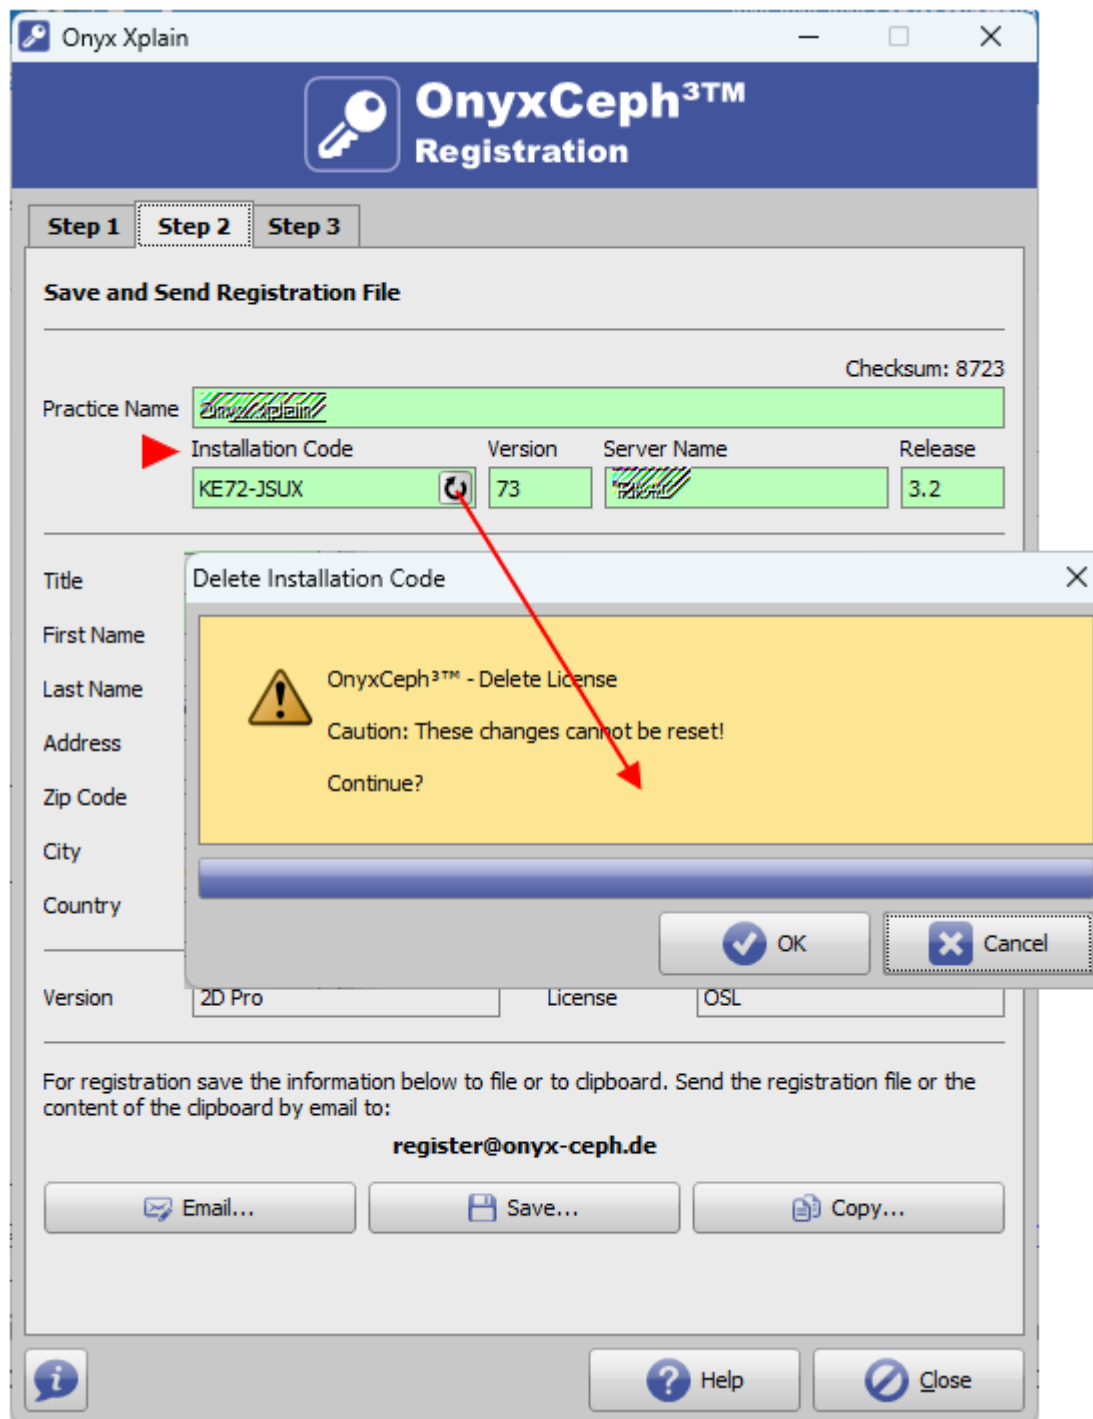 Onyx Xplain
OnyxCeph³™
Registration
Step 1 Step 2 Step 3
Save and Send Registration File
Checksum: 8723
Practice Name
Installation Code Version Server Name Release
KE72-JSUX 73 3.2
Title
First Name
Last Name
Address
Zip Code
City
Country
Delete Installation Code
OnyxCeph³™ - Delete License
Caution: These changes cannot be reset!
Continue?
OK Cancel
Version 2D Pro License OSL
For registration save the information below to file or to clipboard. Send the registration file or the
content of the clipboard by email to:
register@onyx-ceph.de
Email... Save... Copy...
Help Close